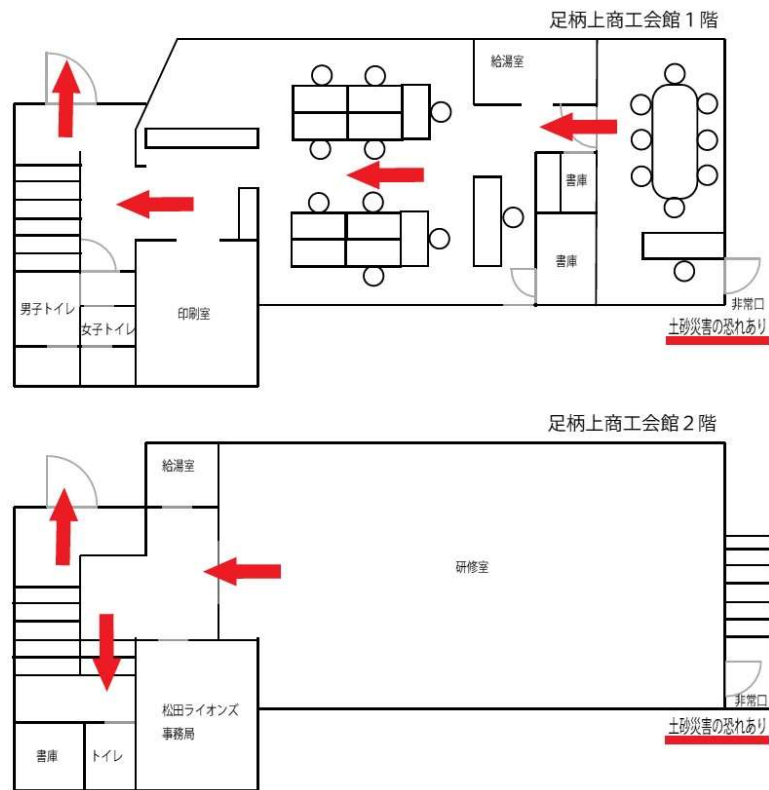 足柄上商工会館１階
給湯室
書庫
書庫
男子トイレ
女子トイレ
印刷室
非常口
土砂災害の恐れあり
足柄上商工会館２階
給湯室
研修室
松田ライオンズ
事務局
書庫
トイレ
非常口
土砂災害の恐れあり